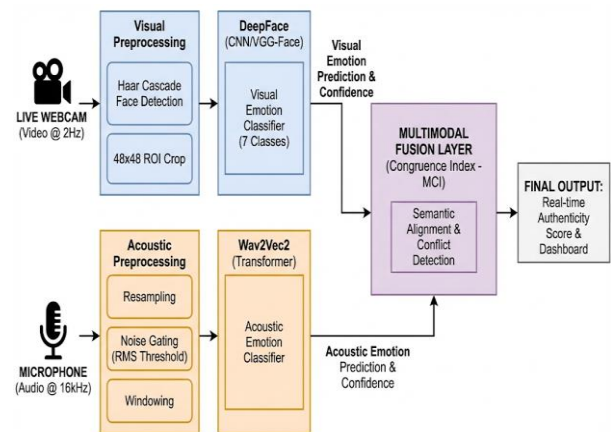 Visual
Preprocessing
Haar Cascade
Face Detection
48x48 ROI Crop
DeepFace
(CNN/VGG-Face)
Visual
Emotion
Classifier
(7 Classes)
LIVE WEBCAM
(Video @ 2Hz)
Visual
Emotion
Prediction &
Confidence
MULTIMODAL
FUSION LAYER
(Congruence Index -
MCI)
Semantic
Alignment &
Conflict
Detection
FINAL OUTPUT:
Real-time
Authenticity
Score &
Dashboard
Acoustic
Preprocessing
Resampling
Noise Gating
(RMS Threshold)
Windowing
Wav2Vec2
(Transformer)
Acoustic
Emotion
Classifier
MICROPHONE
(Audio @ 16kHz)
Acoustic Emotion
Prediction &
Confidence